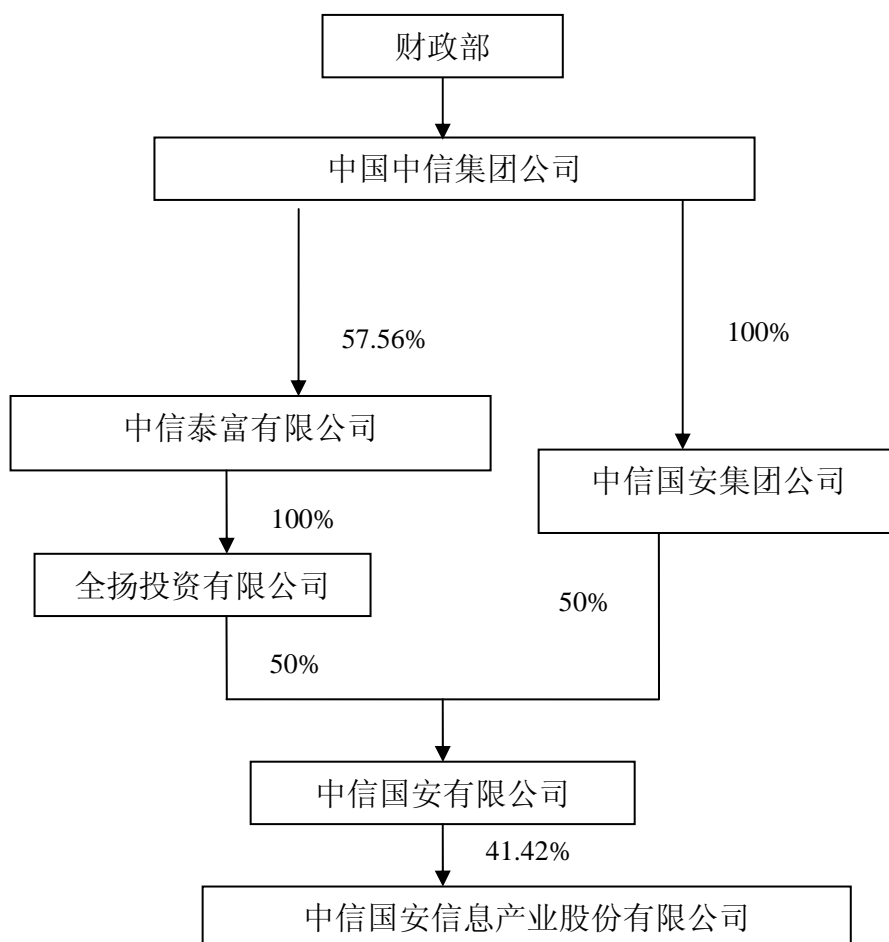 财政部
中国中信集团公司
57.56%
100%
中信泰富有限公司
中信国安集团公司
100%
全扬投资有限公司
50%
50%
中信国安有限公司
41.42%
中信国安信息产业股份有限公司